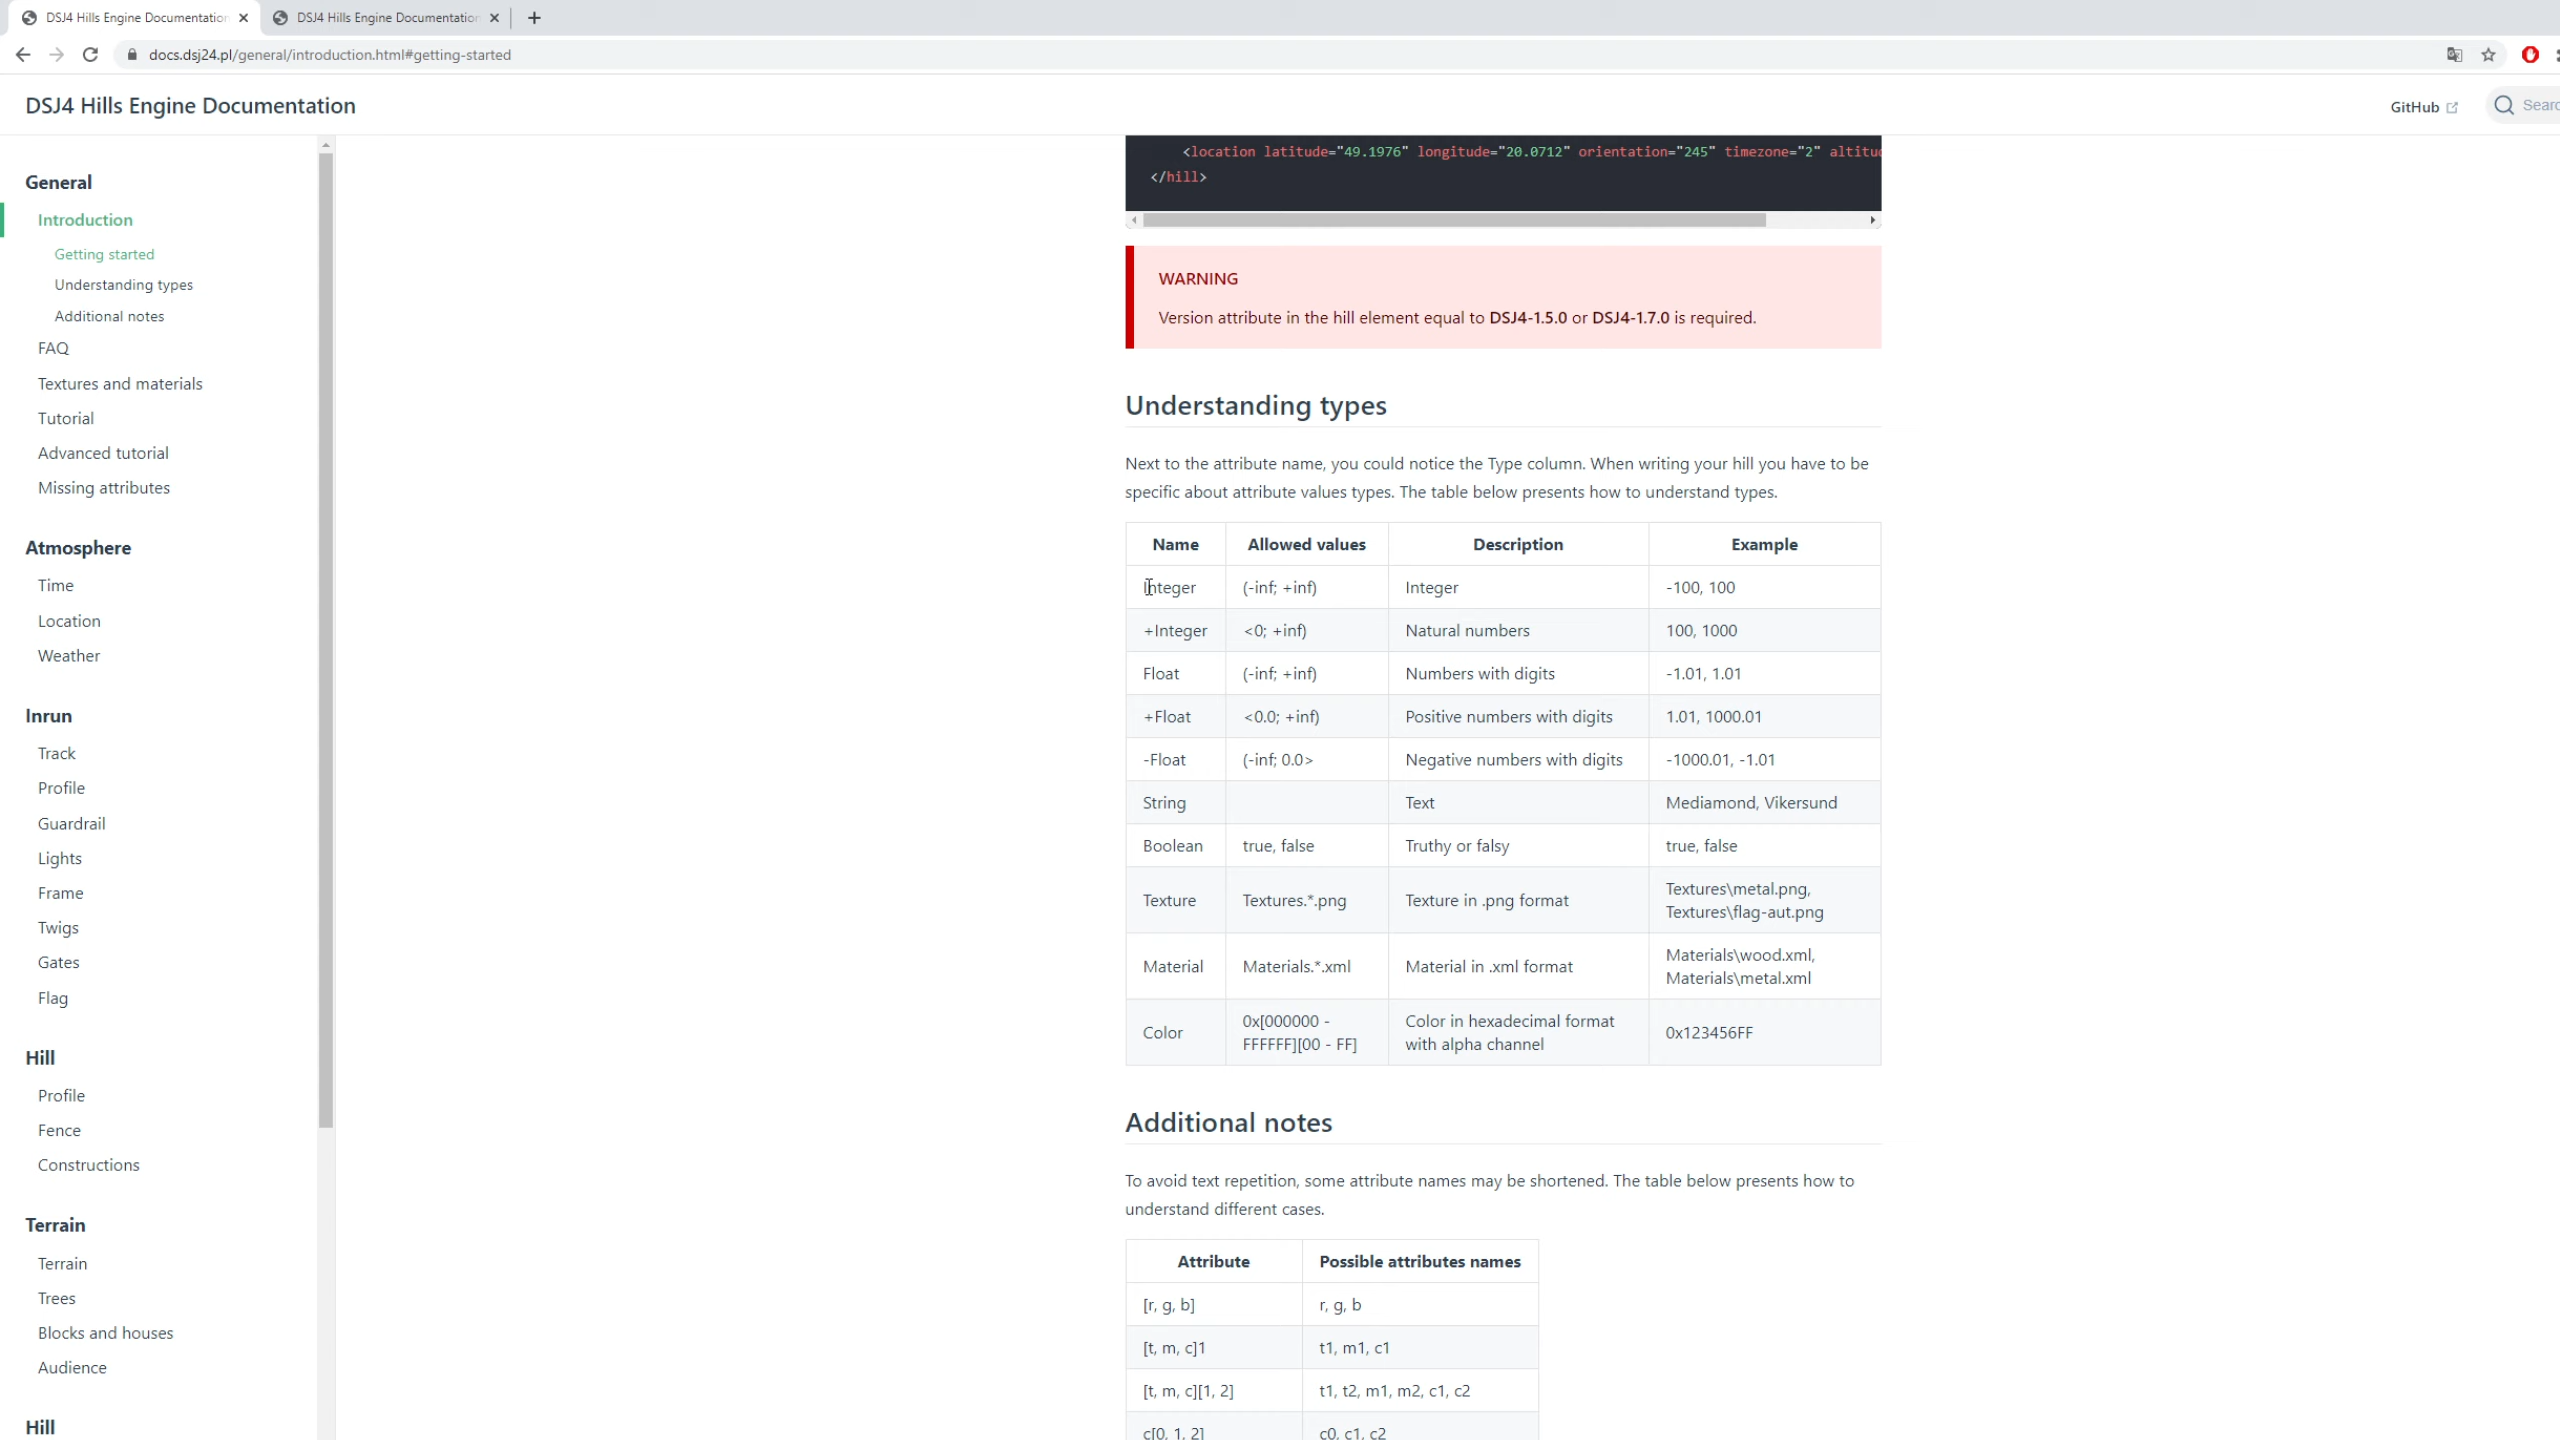 DSJ4 Hills Engine Documentation
DSJ4 Hills Engine Documentation
docs.dsj24.pl/general/introduction.html#getting-started
DSJ4 Hills Engine Documentation
GitHub
General
Introduction
Getting started
Understanding types
Additional notes
FAQ
Textures and materials
Tutorial
Advanced tutorial
Missing attributes
Atmosphere
Time
Location
Weather
Inrun
Track
Profile
Guardrail
Lights
Frame
Twigs
Gates
Flag
Hill
Profile
Fence
Constructions
Terrain
Terrain
Trees
Blocks and houses
Audience
Hill
<location latitude="49.1976" longitude="20.0712" orientation="245" timezone="2"
</hill>
WARNING
Version attribute in the hill element equal to DSJ4-1.5.0 or DSJ4-1.7.0 is required.
Understanding types
Next to the attribute name, you could notice the Type column. When writing your hill you have to be
specific about attribute values types. The table below presents how to understand types.
Name Allowed values Description Example
Integer (-inf; +inf) Integer -100, 100
+Integer <0; +inf) Natural numbers 100, 1000
Float (-inf; +inf) Numbers with digits -1.01, 1.01
+Float <0.0; +inf) Positive numbers with digits 1.01, 1000.01
-Float (-inf; 0.0> Negative numbers with digits -1000.01, -1.01
String Text Mediamond, Vikersund
Boolean true, false Truthy or falsy true, false
Texture Textures.*.png Texture in .png format Textures\metal.png,
Textures\flag-aut.png
Material Materials.*.xml Material in .xml format Materials\wood.xml,
Materials\metal.xml
Color 0x[000000 - Color in hexadecimal format 0x123456FF
FFFFFF][00 - FF] with alpha channel
Additional notes
To avoid text repetition, some attribute names may be shortened. The table below presents how to
understand different cases.
Attribute Possible attributes names
[r, g, b] r, g, b
[t, m, c]1 t1, m1, c1
[t, m, c][1, 2] t1, t2, m1, m2, c1, c2
c[0, 1, 2] c0, c1, c2